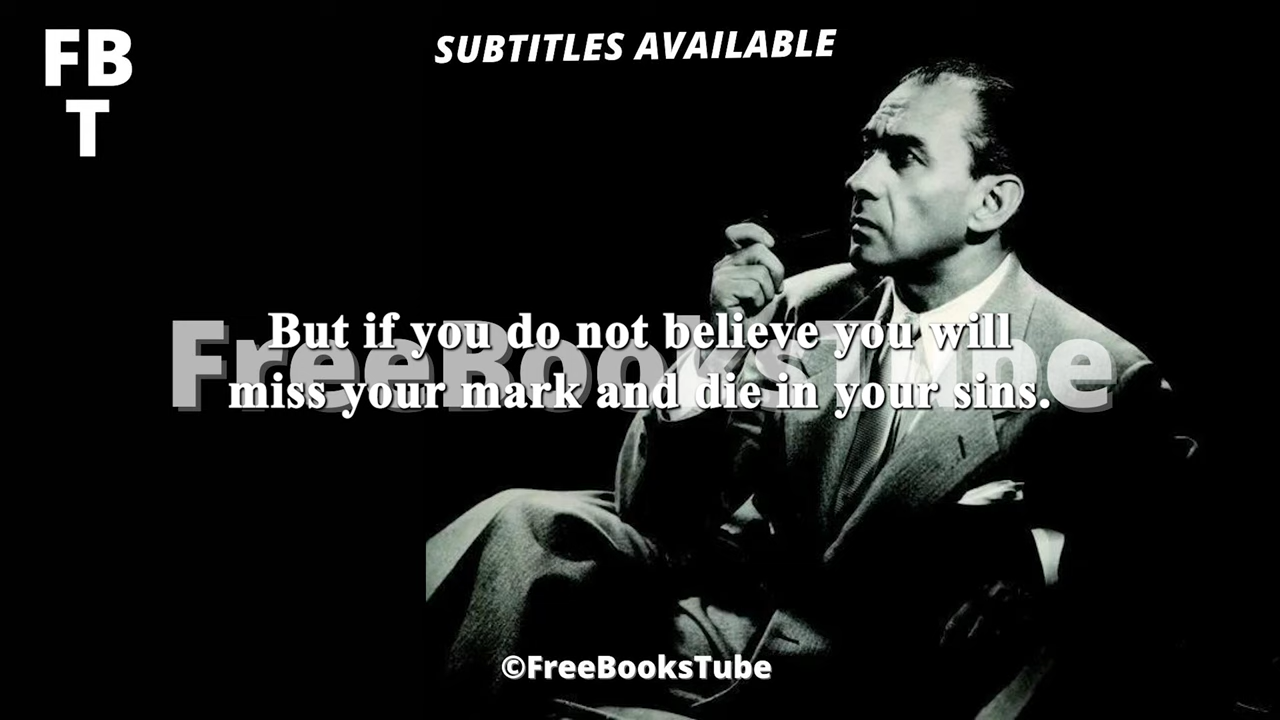 FB
T
SUBTITLES AVAILABLE
FreeBooksTube
But if you do not believe you will
miss your mark and die in your sins.
©FreeBooksTube